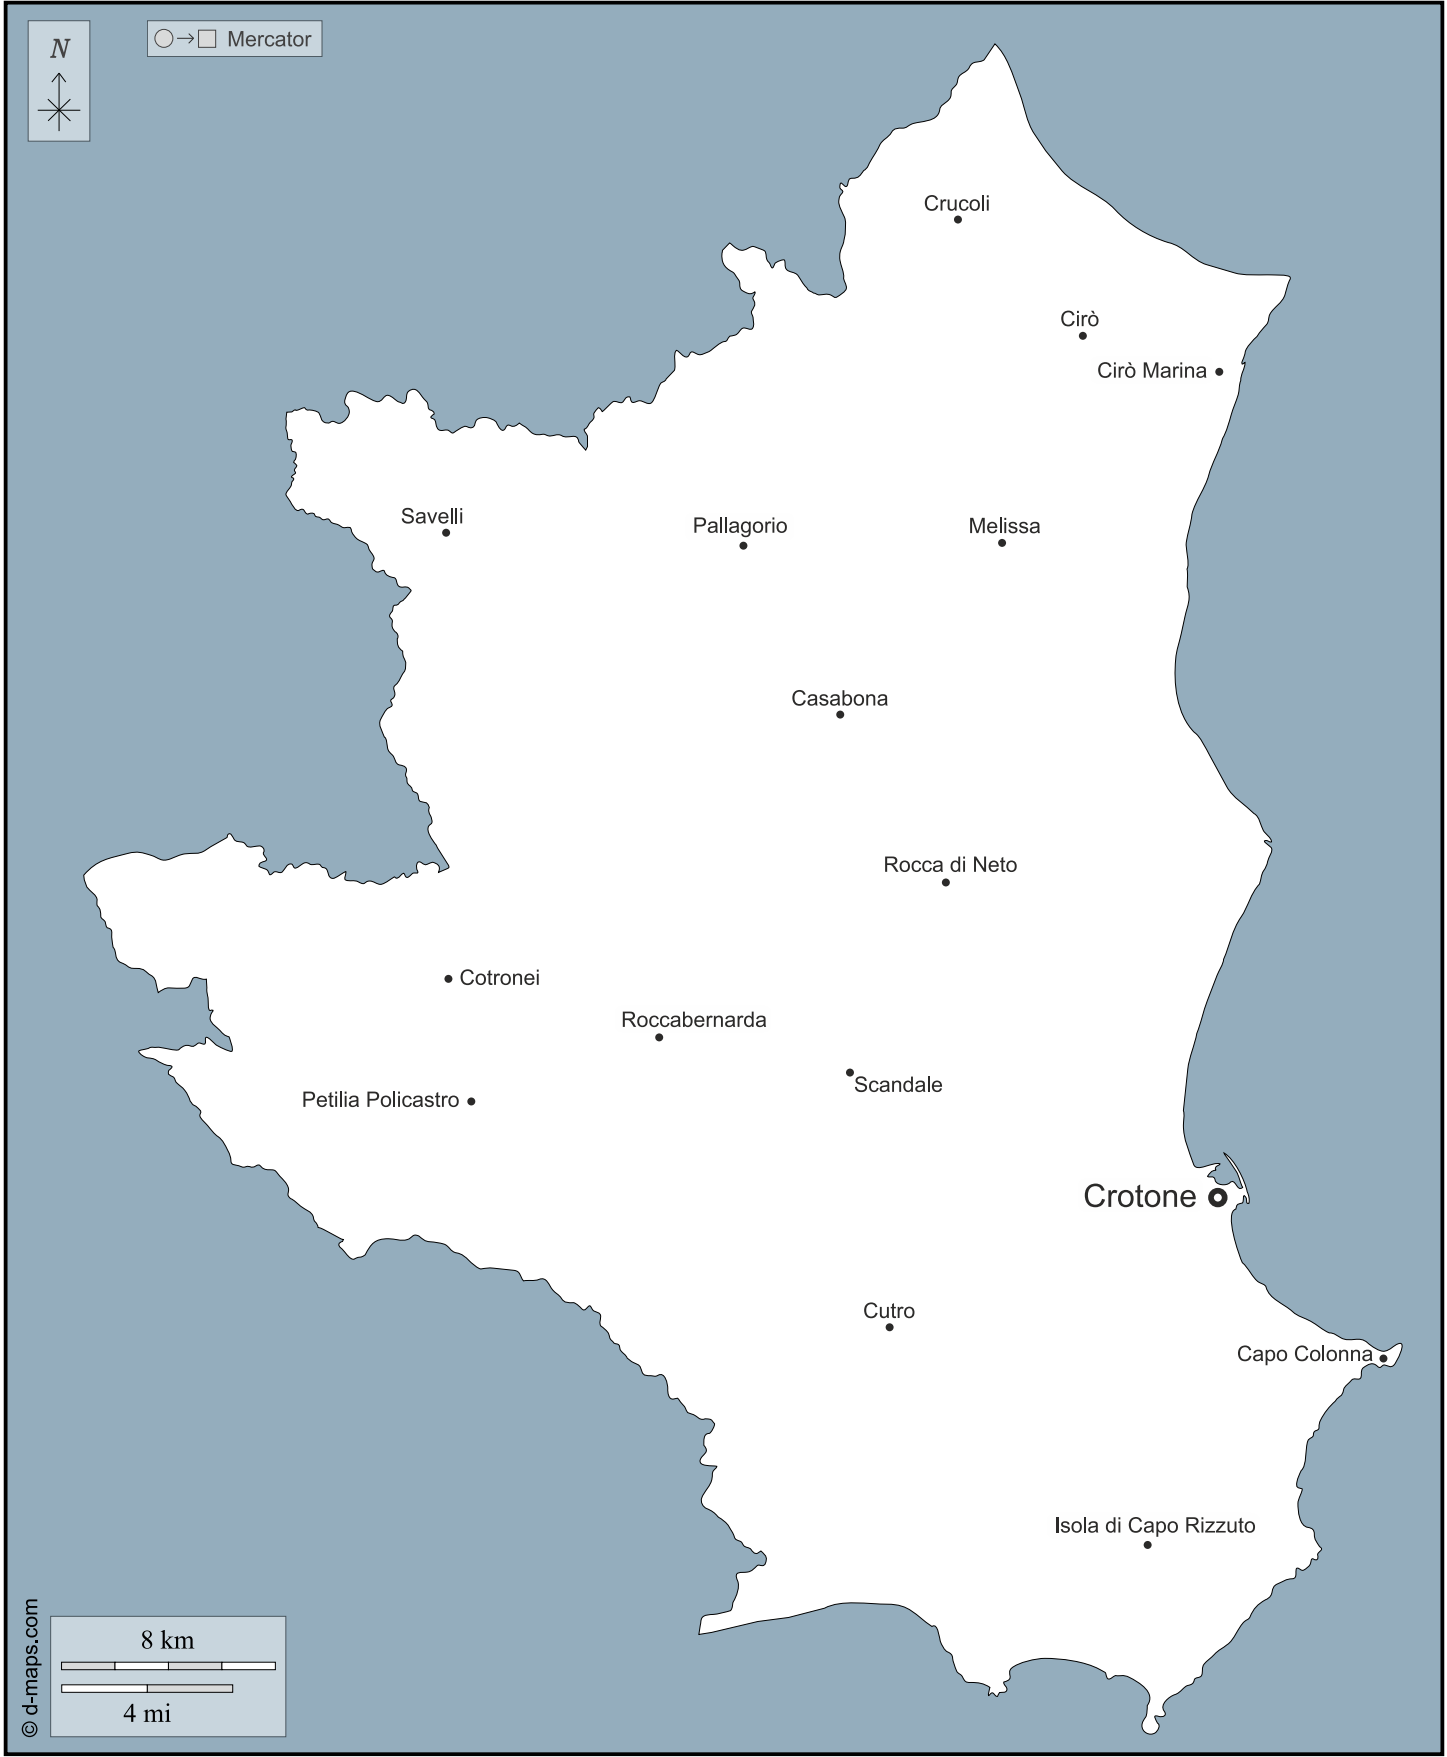 N
Mercator
Crucoli
Cirò
Cirò Marina
Savelli
Pallagorio
Melissa
Casabona
Rocca di Neto
Cotronei
Roccabernarda
Scandale
Petilia Policastro
Crotone
Cutro
Capo Colonna
Isola di Capo Rizzuto
8 km
4 mi
© d-maps.com